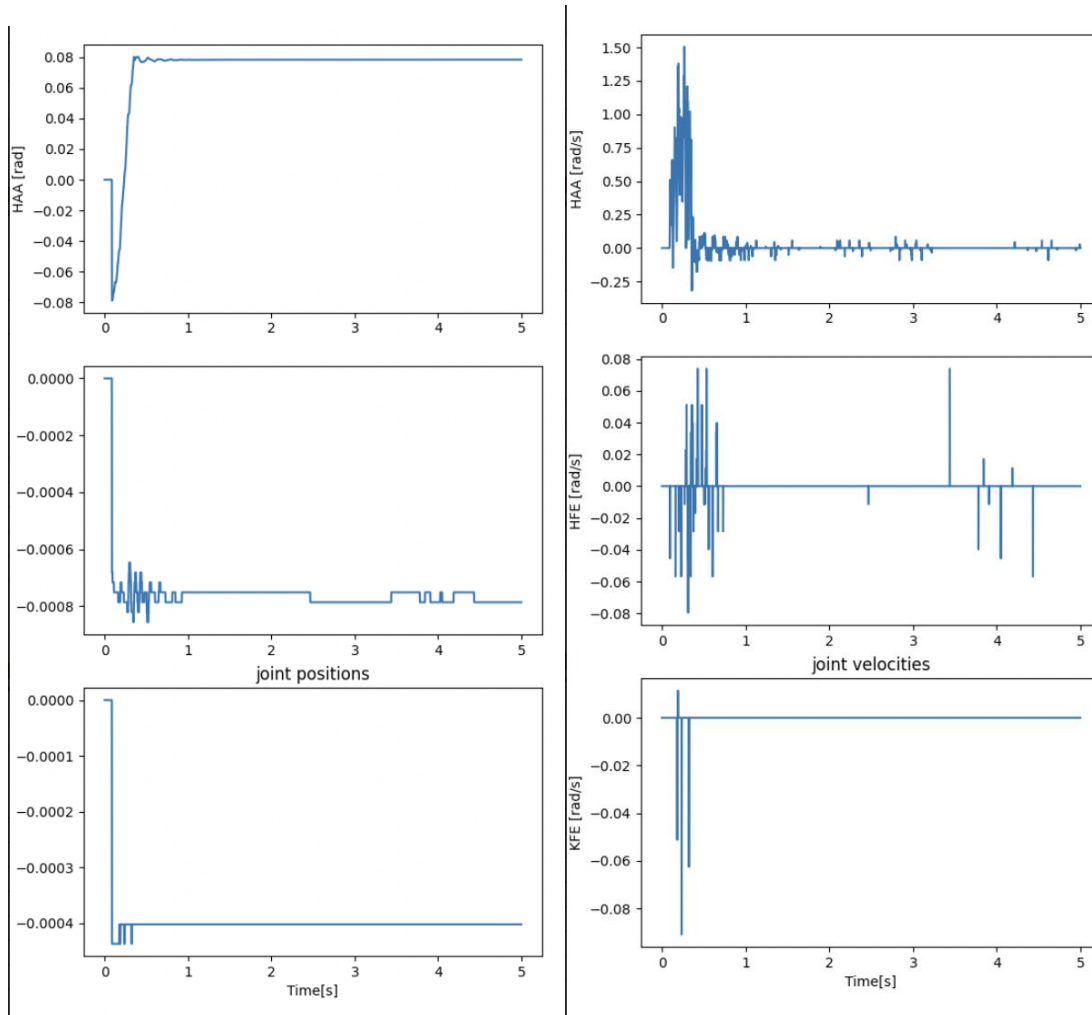 HAA [rad]
0.08
0.06
0.04
0.02
0.00
−0.02
−0.04
−0.06
−0.08
0 1 2 3 4 5
0.0000
−0.0002
−0.0004
−0.0006
−0.0008
0 1 2 3 4 5
joint positions
0.0000
−0.0001
−0.0002
−0.0003
−0.0004
0 1 2 3 4 5
Time[s]
HAA [rad/s]
1.50
1.25
1.00
0.75
0.50
0.25
0.00
−0.25
0 1 2 3 4 5
HFE [rad/s]
0.08
0.06
0.04
0.02
0.00
−0.02
−0.04
−0.06
−0.08
0 1 2 3 4 5
joint velocities
KFE [rad/s]
0.00
−0.02
−0.04
−0.06
−0.08
0 1 2 3 4 5
Time[s]